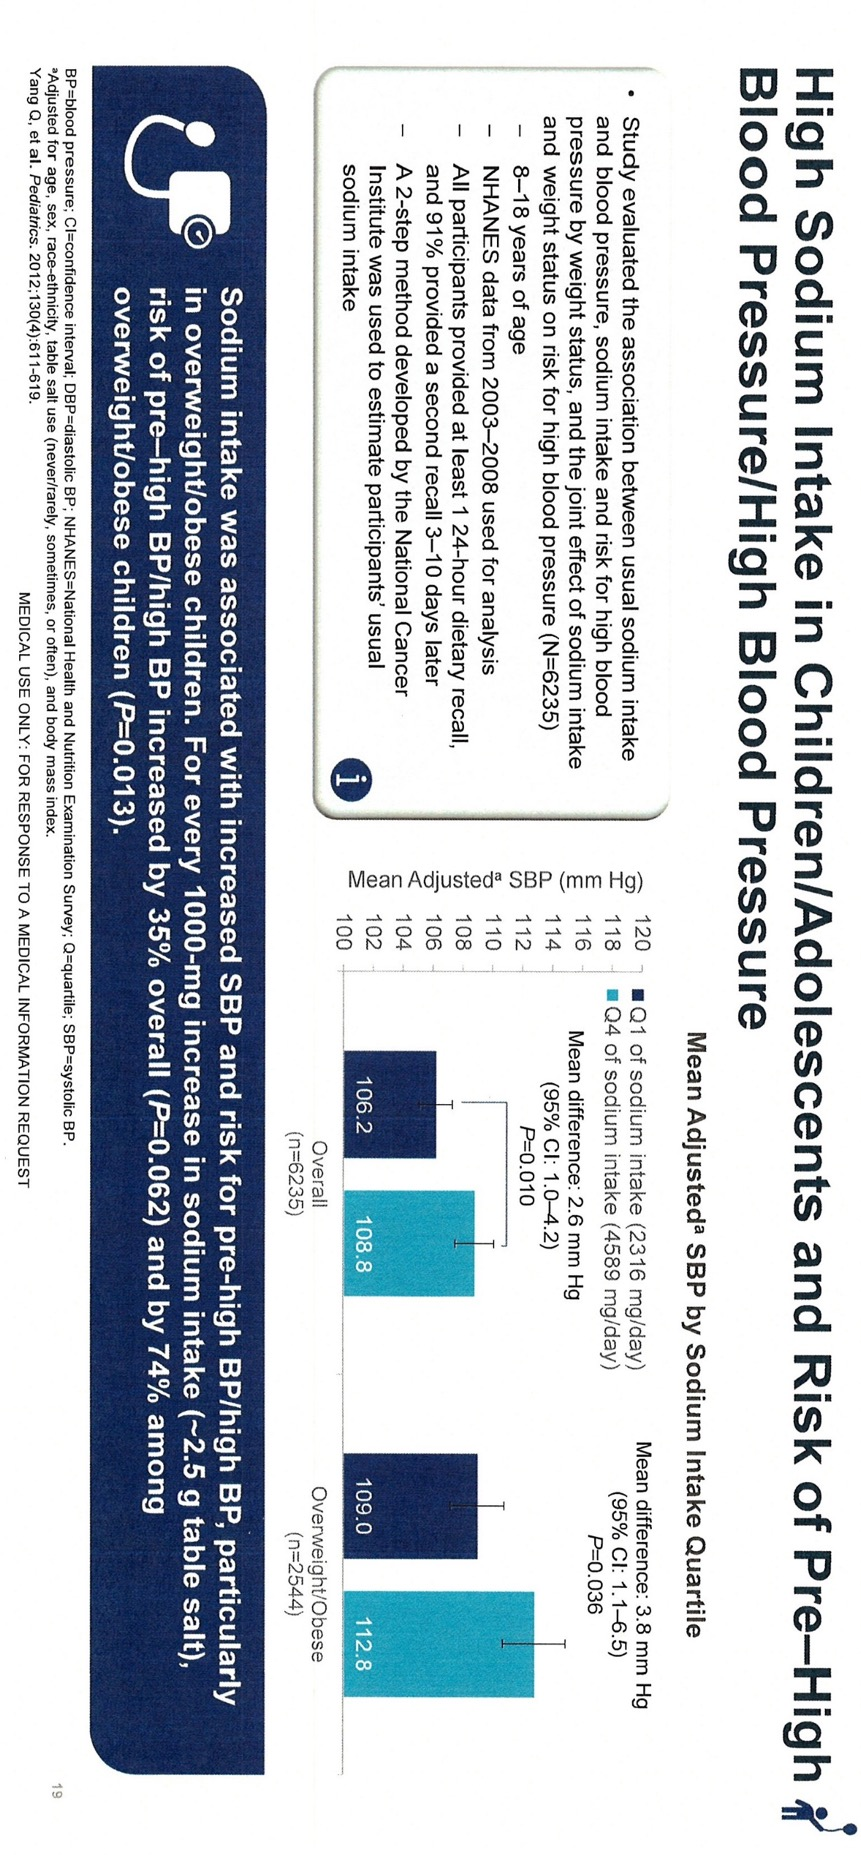 High Sodium Intake in Children/Adolescents and Risk of Pre–High
Blood Pressure/High Blood Pressure
• Study evaluated the association between usual sodium intake
and blood pressure, sodium intake and risk for high blood
pressure by weight status, and the joint effect of sodium intake
and weight status on risk for high blood pressure (N=6235)
– 8–18 years of age
– NHANES data from 2003–2008 used for analysis
– All participants provided at least 1 24-hour dietary recall,
and 91% provided a second recall 3–10 days later
– A 2-step method developed by the National Cancer
Institute was used to estimate participants' usual
sodium intake
i
Mean Adjustedᵃ SBP by Sodium Intake Quartile
Mean Adjustedᵃ SBP (mm Hg)
120
118
116
114
112
110
108
106
104
102
100
Q1 of sodium intake (2316 mg/day)
Q4 of sodium intake (4589 mg/day)
Mean difference: 2.6 mm Hg
(95% CI: 1.0–4.2)
P=0.010
Mean difference: 3.8 mm Hg
(95% CI: 1.1–6.5)
P=0.036
106.2
108.8
109.0
112.8
Overall
(n=6235)
Overweight/Obese
(n=2544)
Sodium intake was associated with increased SBP and risk for pre-high BP/high BP, particularly
in overweight/obese children. For every 1000-mg increase in sodium intake (~2.5 g table salt),
risk of pre–high BP/high BP increased by 35% overall (P=0.062) and by 74% among
overweight/obese children (P=0.013).
BP=blood pressure; CI=confidence interval; DBP=diastolic BP; NHANES=National Health and Nutrition Examination Survey; Q=quartile; SBP=systolic BP.
ᵃAdjusted for age, sex, race-ethnicity, table salt use (never/rarely, sometimes, or often), and body mass index.
Yang Q, et al. Pediatrics. 2012;130(4):611-619.
MEDICAL USE ONLY: FOR RESPONSE TO A MEDICAL INFORMATION REQUEST
19